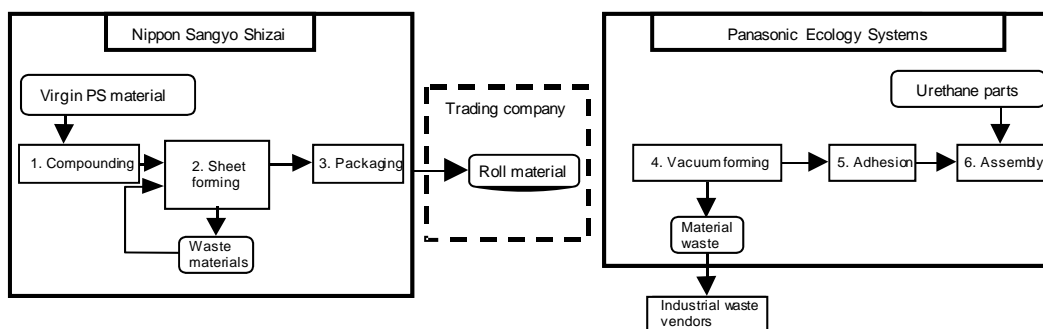 Nippon Sangyo Shizai
Panasonic Ecology Systems
Virgin PS material
Trading company
Urethane parts
1. Compounding
2. Sheet
forming
3. Packaging
Roll material
4. Vacuum forming
5. Adhesion
6. Assembly
Waste
materials
Material
waste
Industrial waste
vendors